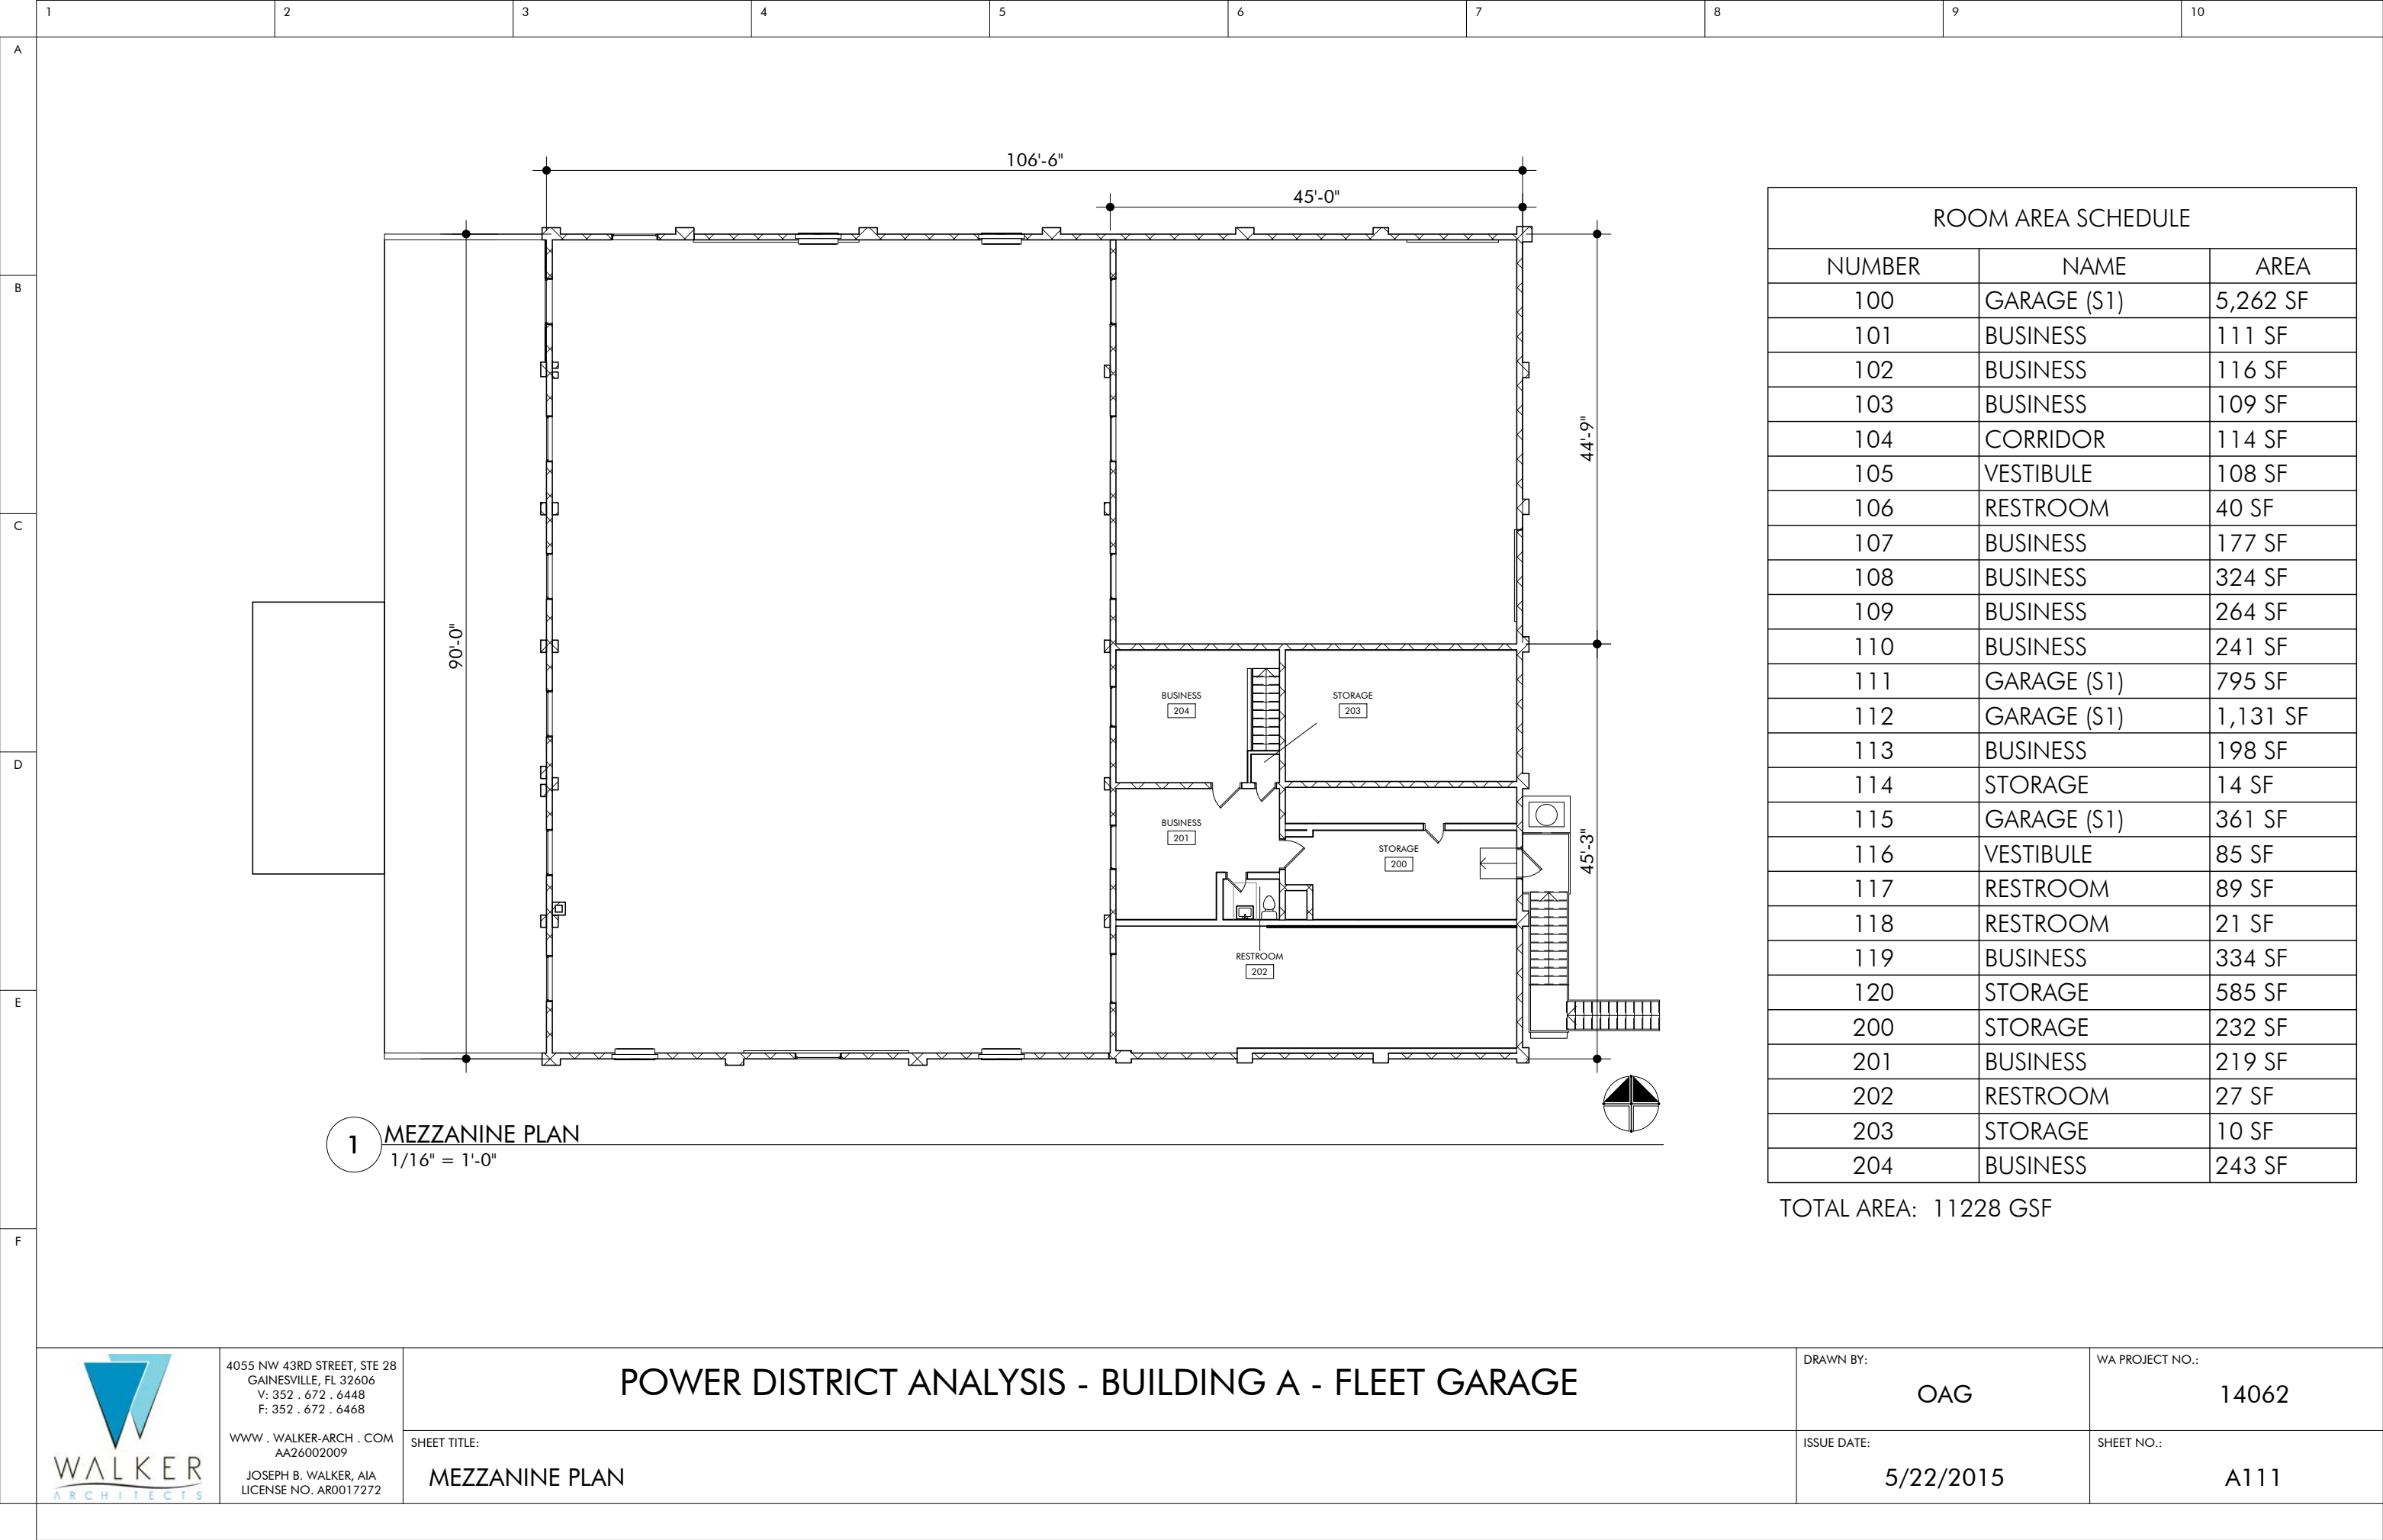 1 2 3 4 5 6 7 8 9 10
A
B
C
D
E
F
106'-6"
45'-0"
90'-0"
44'-9"
45'-3"
BUSINESS
204
STORAGE
203
BUSINESS
201
STORAGE
200
RESTROOM
202
1 MEZZANINE PLAN
1/16" = 1'-0"
ROOM AREA SCHEDULE
NUMBER NAME AREA
100 GARAGE (S1) 5,262 SF
101 BUSINESS 111 SF
102 BUSINESS 116 SF
103 BUSINESS 109 SF
104 CORRIDOR 114 SF
105 VESTIBULE 108 SF
106 RESTROOM 40 SF
107 BUSINESS 177 SF
108 BUSINESS 324 SF
109 BUSINESS 264 SF
110 BUSINESS 241 SF
111 GARAGE (S1) 795 SF
112 GARAGE (S1) 1,131 SF
113 BUSINESS 198 SF
114 STORAGE 14 SF
115 GARAGE (S1) 361 SF
116 VESTIBULE 85 SF
117 RESTROOM 89 SF
118 RESTROOM 21 SF
119 BUSINESS 334 SF
120 STORAGE 585 SF
200 STORAGE 232 SF
201 BUSINESS 219 SF
202 RESTROOM 27 SF
203 STORAGE 10 SF
204 BUSINESS 243 SF
TOTAL AREA: 11228 GSF
WALKER
ARCHITECTS
4055 NW 43RD STREET, STE 28
GAINESVILLE, FL 32606
V: 352 . 672 . 6448
F: 352 . 672 . 6468
WWW . WALKER-ARCH . COM
AA26002009
JOSEPH B. WALKER, AIA
LICENSE NO. AR0017272
POWER DISTRICT ANALYSIS - BUILDING A - FLEET GARAGE
SHEET TITLE:
MEZZANINE PLAN
DRAWN BY:
OAG
WA PROJECT NO.:
14062
ISSUE DATE:
5/22/2015
SHEET NO.:
A111